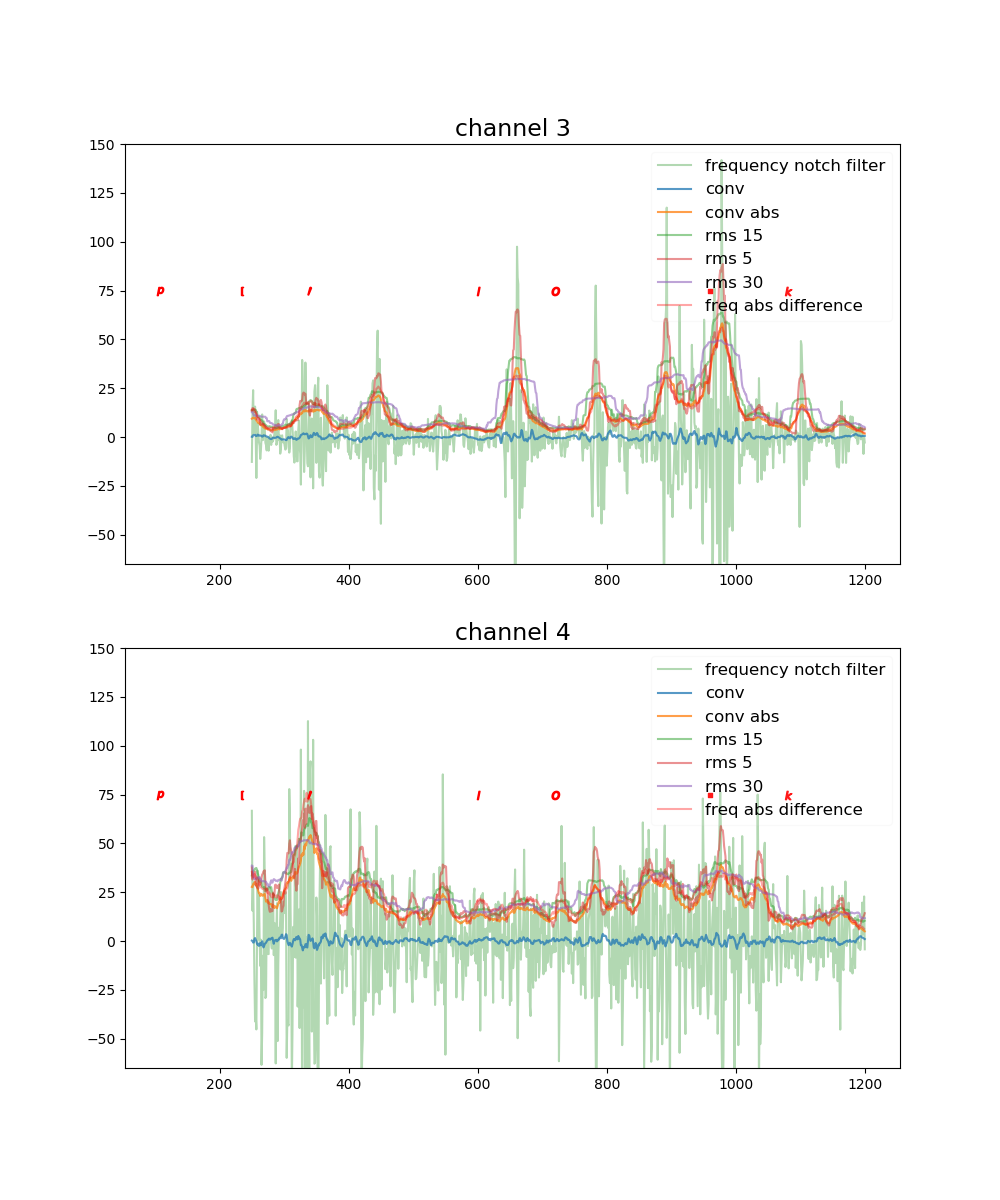 channel 3
150
125
100
75
50
25
0
−25
−50
frequency notch filter
conv
conv abs
rms 15
rms 5
rms 30
freq abs difference
p l O k
200 400 600 800 1000 1200
channel 4
150
125
100
75
50
25
0
−25
−50
frequency notch filter
conv
conv abs
rms 15
rms 5
rms 30
freq abs difference
p l O k
200 400 600 800 1000 1200